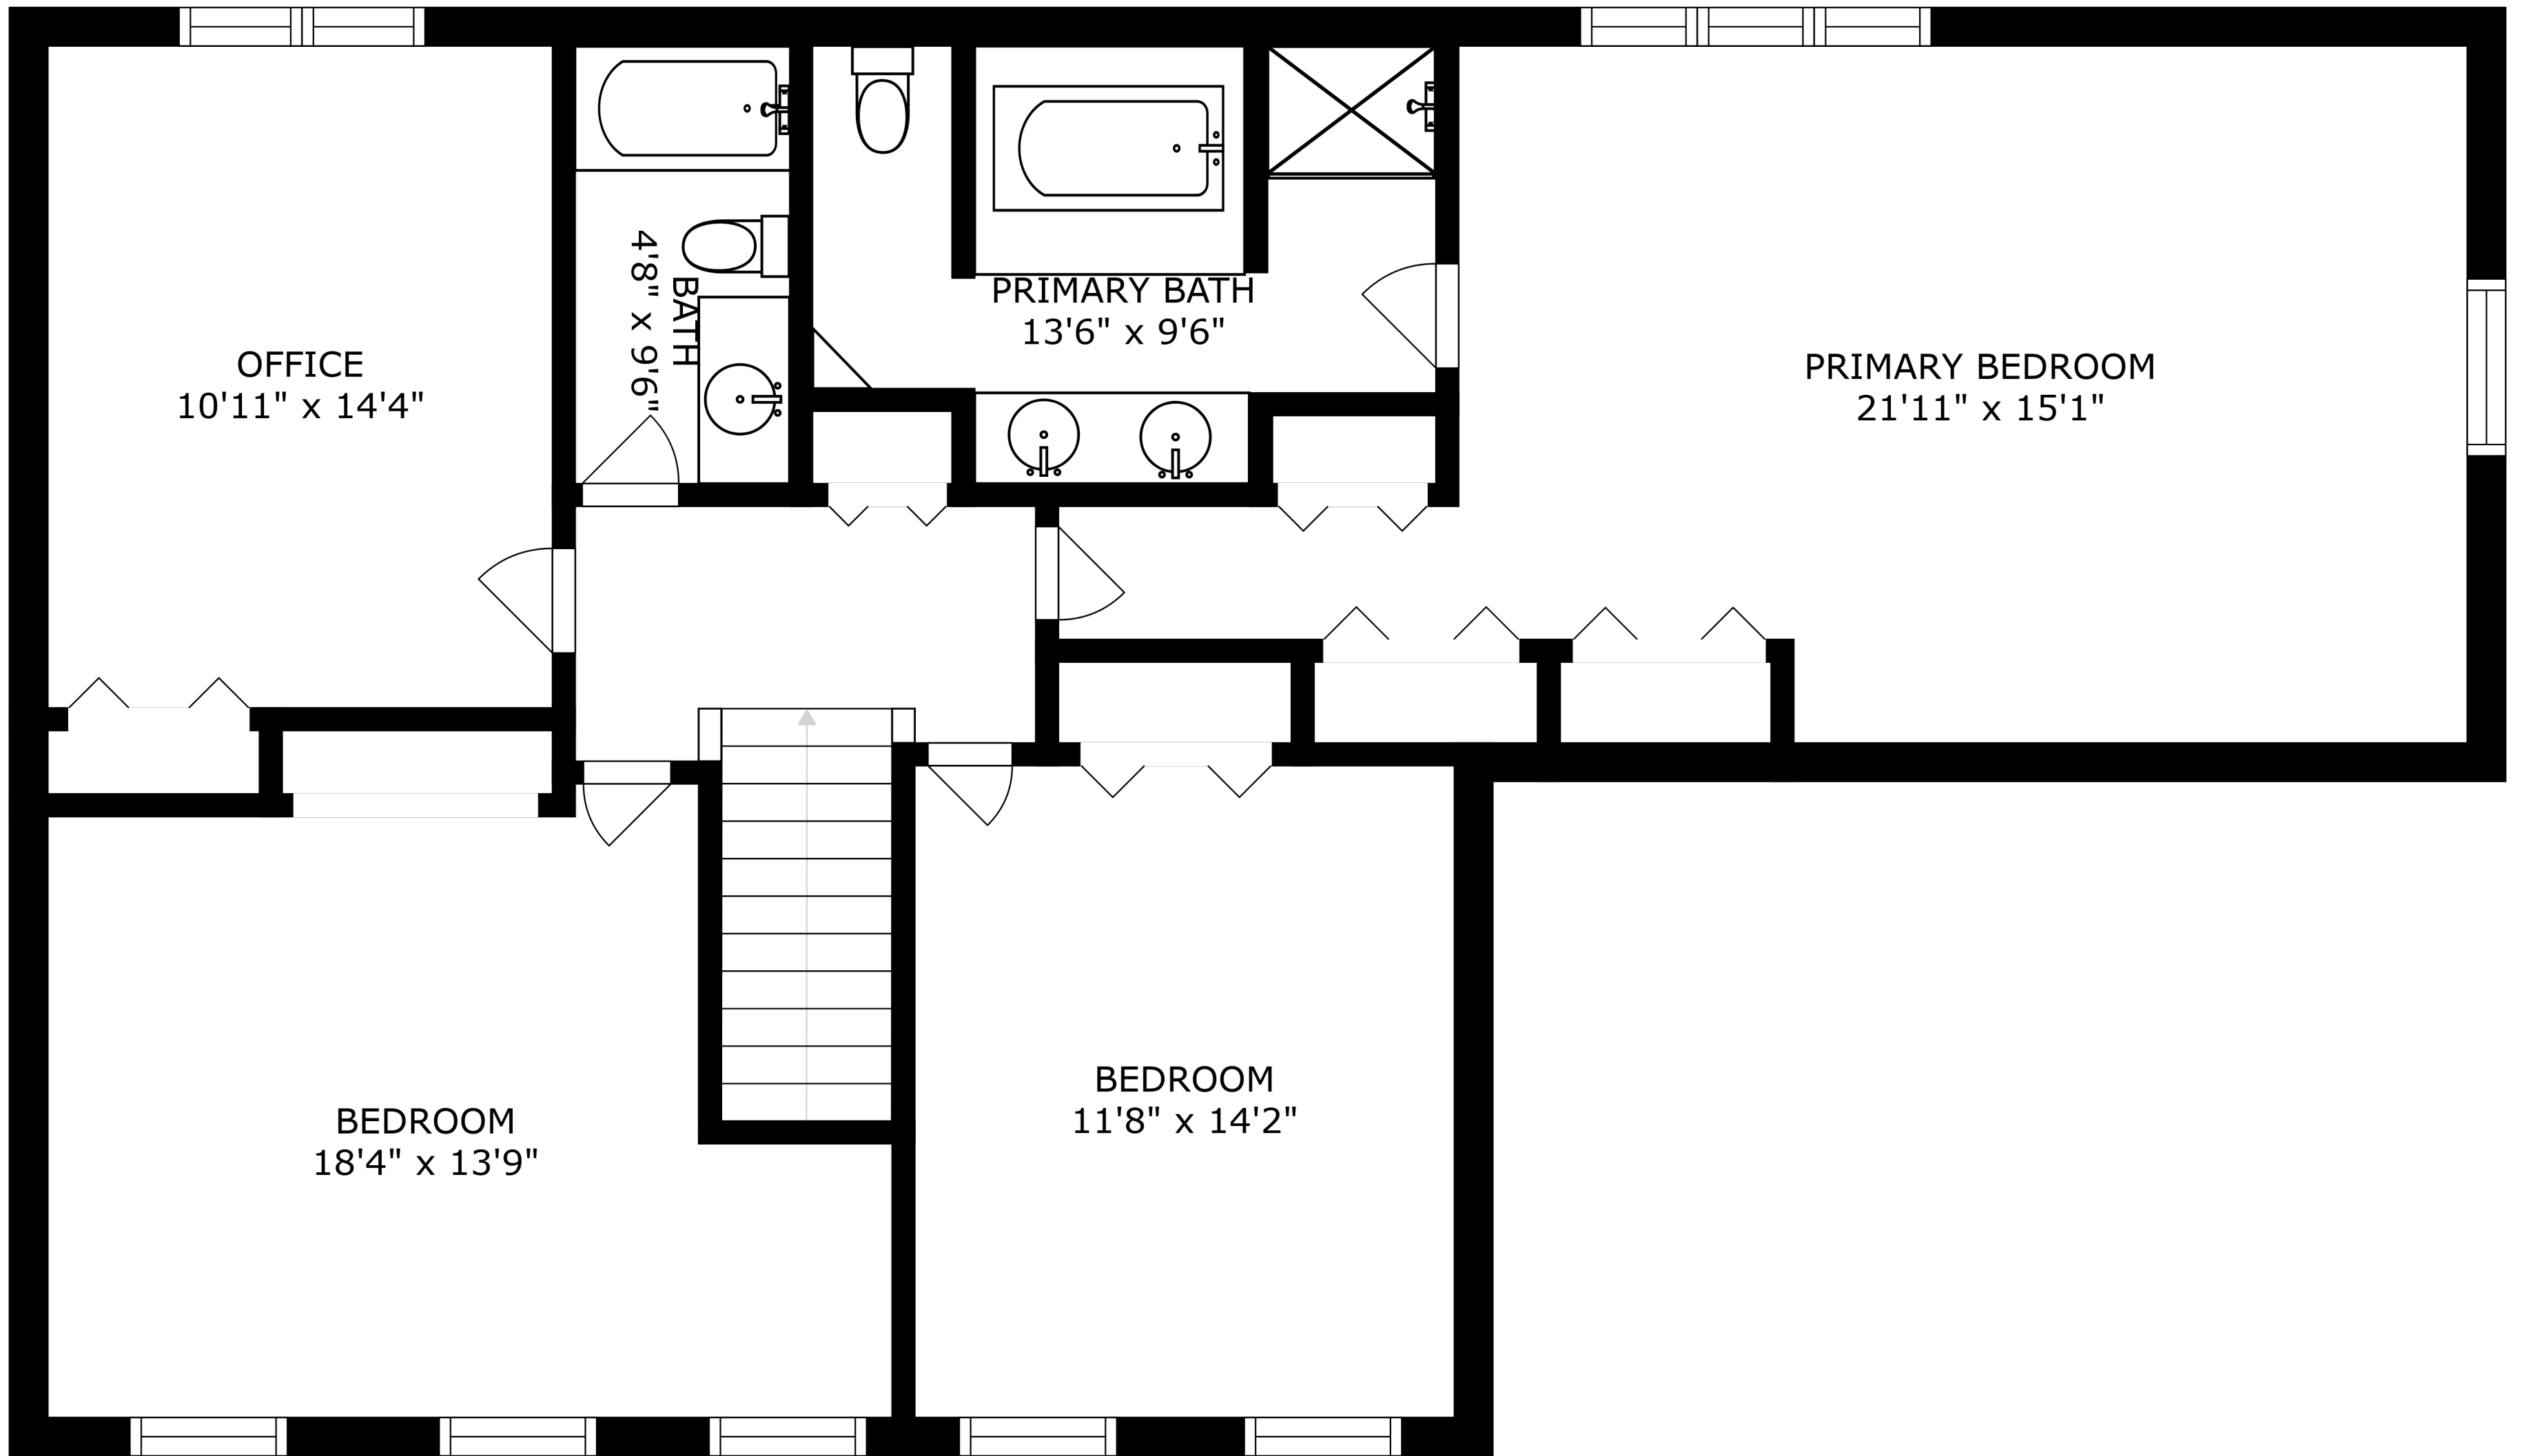 OFFICE
10'11" x 14'4"
BATH
4'8" x 9'6"
PRIMARY BATH
13'6" x 9'6"
PRIMARY BEDROOM
21'11" x 15'1"
BEDROOM
18'4" x 13'9"
BEDROOM
11'8" x 14'2"